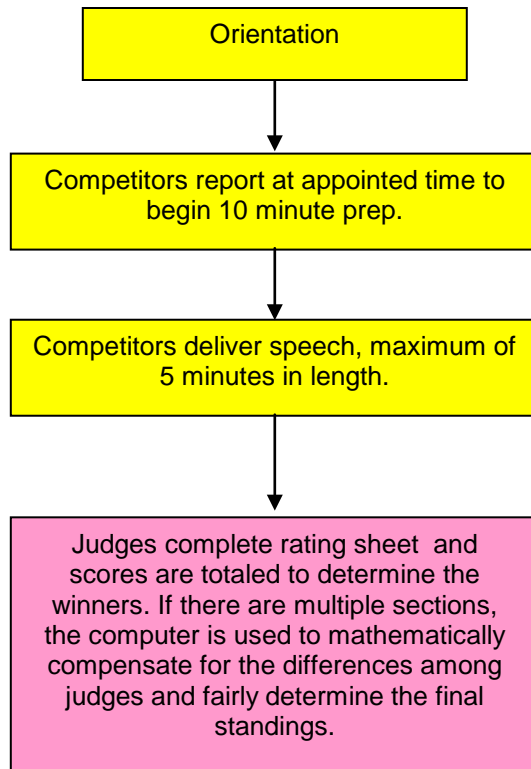 Orientation
Competitors report at appointed time to
begin 10 minute prep.
Competitors deliver speech, maximum of
5 minutes in length.
Judges complete rating sheet and
scores are totaled to determine the
winners. If there are multiple sections,
the computer is used to mathematically
compensate for the differences among
judges and fairly determine the final
standings.